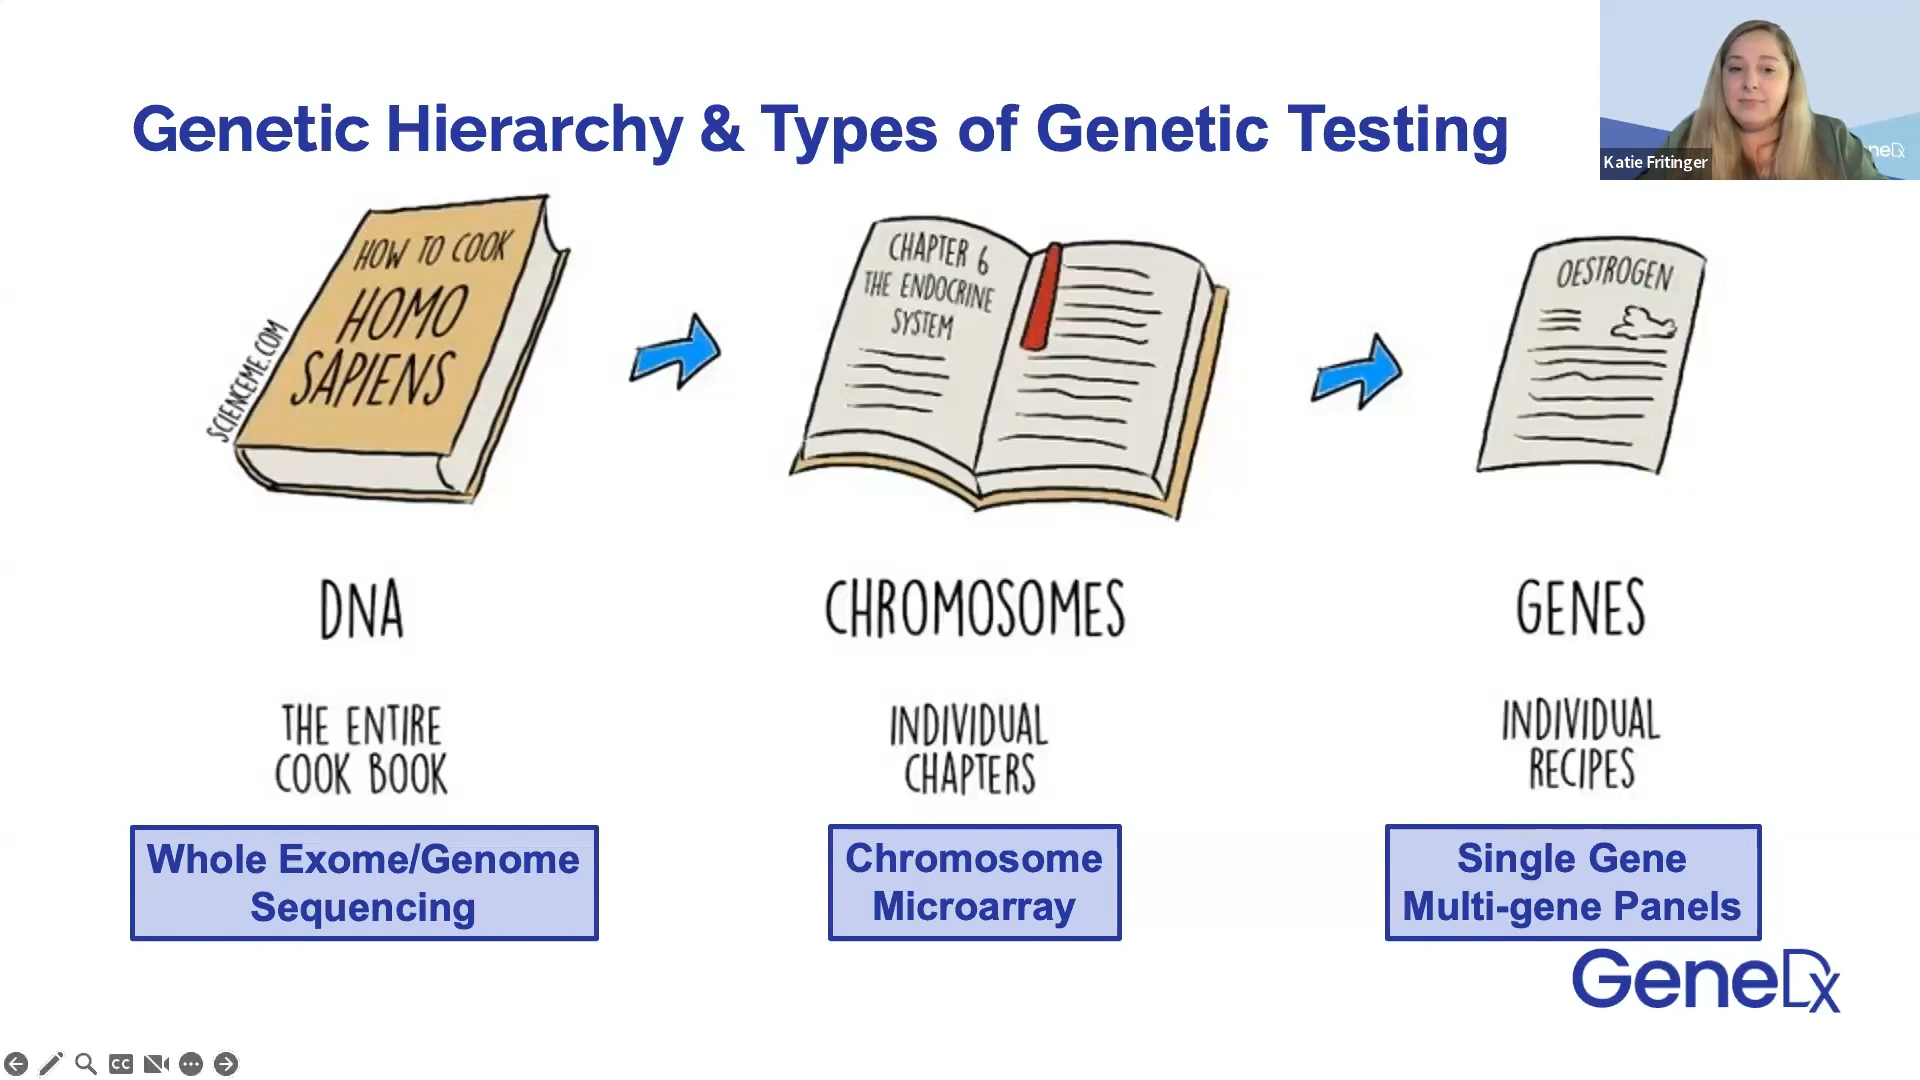 Genetic Hierarchy & Types of Genetic Testing
Katie Fritinger
neDx
HOW TO COOK
HOMO
SAPIENS
SCIENCEME.COM
CHAPTER 6
THE ENDOCRINE
SYSTEM
OESTROGEN
DNA
CHROMOSOMES
GENES
THE ENTIRE
COOK BOOK
INDIVIDUAL
CHAPTERS
INDIVIDUAL
RECIPES
Whole Exome/Genome
Sequencing
Chromosome
Microarray
Single Gene
Multi-gene Panels
GeneDx
CC